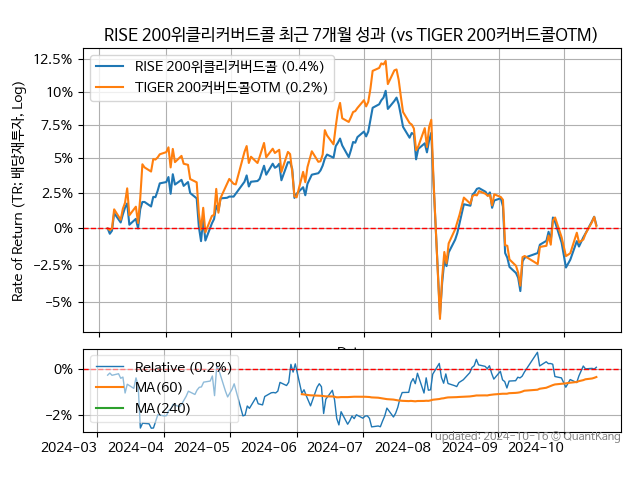 RISE 200위클리커버드콜 최근 7개월 성과 (vs TIGER 200커버드콜OTM)
Rate of Return (TR: 배당재투자, Log)
12.5%
10%
7.5%
5%
2.5%
0%
−2.5%
−5%
RISE 200위클리커버드콜 (0.4%)
TIGER 200커버드콜OTM (0.2%)
0%
−2%
Relative (0.2%)
MA(60)
MA(240)
2024-03 2024-04 2024-05 2024-06 2024-07 2024-08 2024-09 2024-10
updated: 2024-10-16 © QuantKang